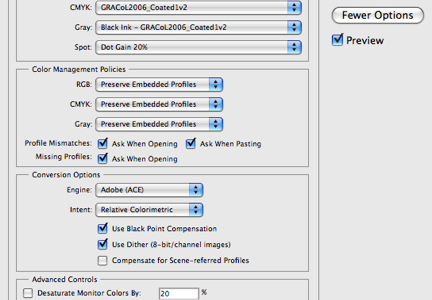 CMYK: GRACoL2006_Coated1v2
Fewer Options
Gray: Black Ink - GRACoL2006_Coated1v2
Preview
Spot: Dot Gain 20%
Color Management Policies
RGB: Preserve Embedded Profiles
CMYK: Preserve Embedded Profiles
Gray: Preserve Embedded Profiles
Profile Mismatches: Ask When Opening Ask When Pasting
Missing Profiles: Ask When Opening
Conversion Options
Engine: Adobe (ACE)
Intent: Relative Colorimetric
Use Black Point Compensation
Use Dither (8-bit/channel images)
Compensate for Scene-referred Profiles
Advanced Controls
Desaturate Monitor Colors By: 20 %